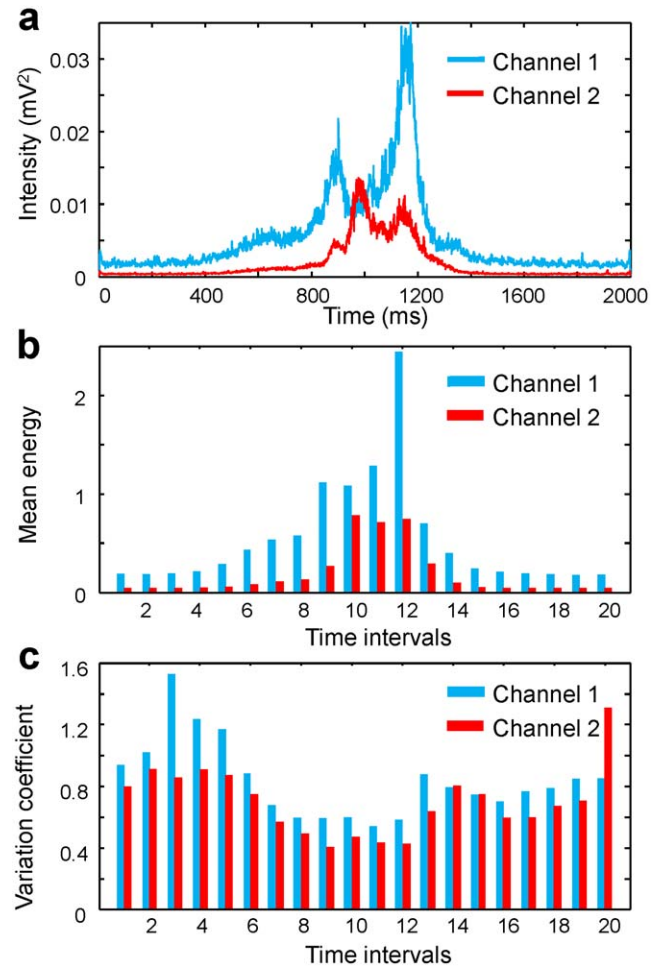 a
Intensity (mV²)
0.03
0.02
0.01
0
Channel 1
Channel 2
0 400 800 1200 1600 2000
Time (ms)
b
Mean energy
2
1
0
Channel 1
Channel 2
2 4 6 8 10 12 14 16 18 20
Time intervals
c
Variation coefficient
1.6
1.2
0.8
0.4
0
Channel 1
Channel 2
2 4 6 8 10 12 14 16 18 20
Time intervals